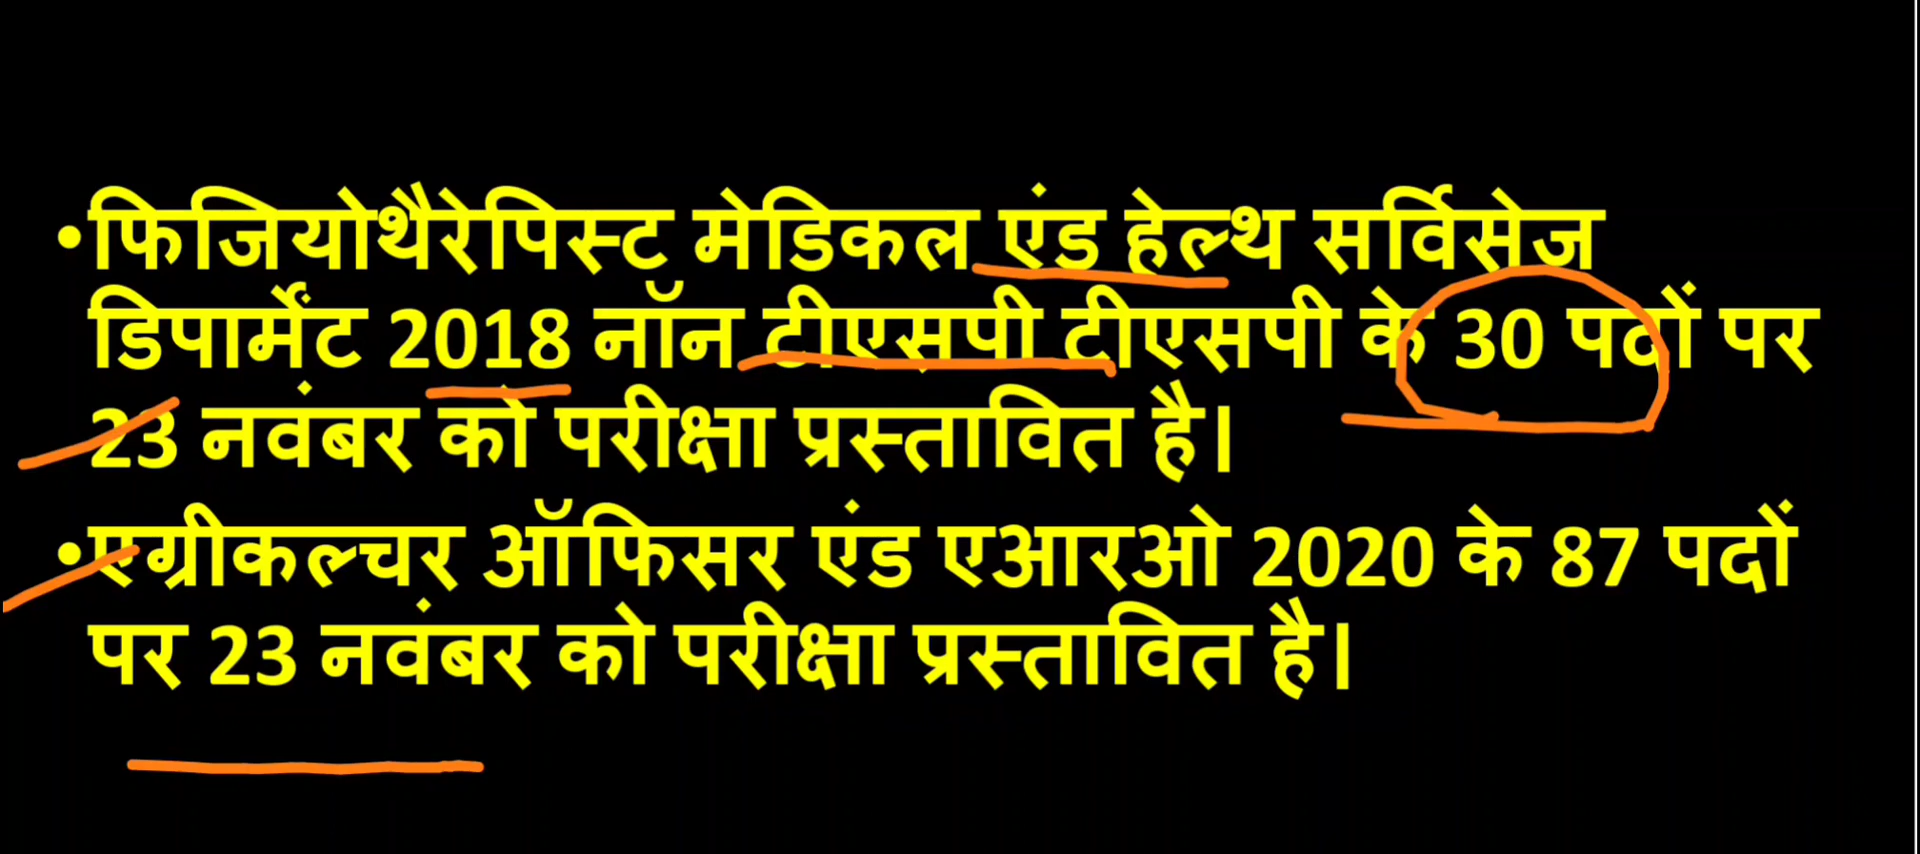 •फिजियोथैरेपिस्ट मेडिकल एंड हेल्थ सर्विसेज
डिपार्मेंट 2018 नॉन टीएसपी टीएसपी के 30 पदों पर
23 नवंबर को परीक्षा प्रस्तावित है।
•एग्रीकल्चर ऑफिसर एंड एआरओ 2020 के 87 पदों
पर 23 नवंबर को परीक्षा प्रस्तावित है।